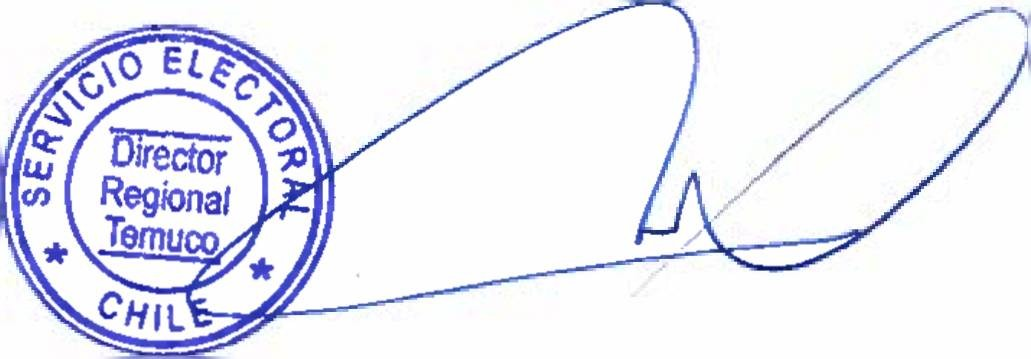 SERVICIO ELECTORAL
Director
Regional
Temuco
CHILE